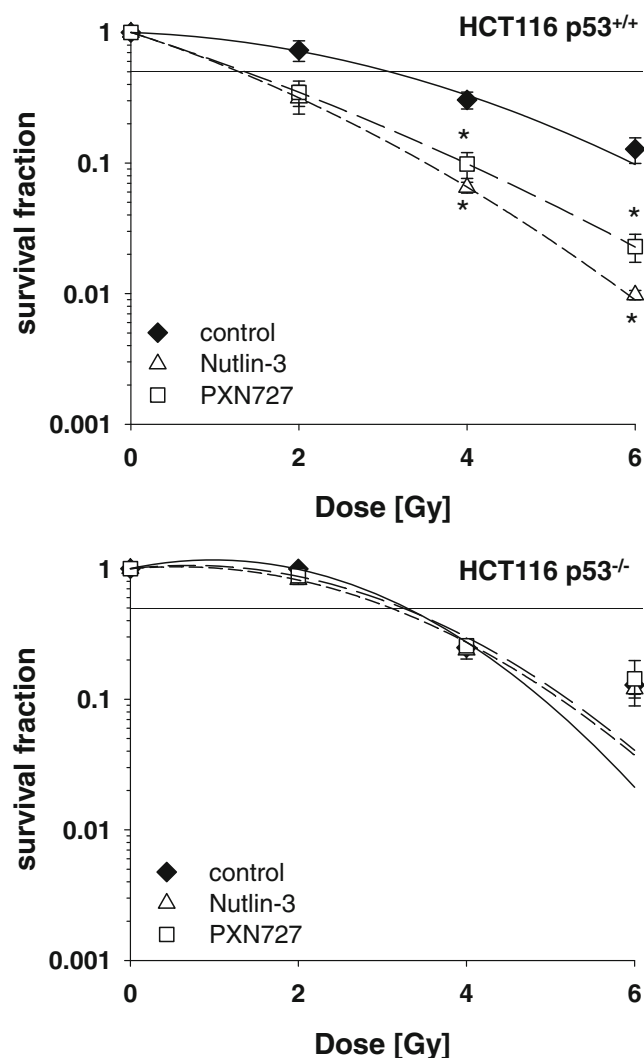 HCT116 p53+/+
1
0.1
0.01
0.001
survival fraction
*
*
*
*
control
Nutlin-3
PXN727
0 2 4 6
Dose [Gy]
HCT116 p53-/-
1
0.1
0.01
0.001
survival fraction
control
Nutlin-3
PXN727
0 2 4 6
Dose [Gy]